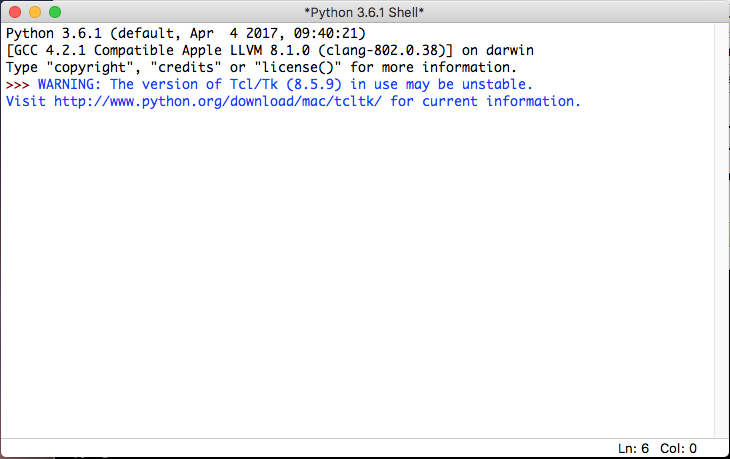 *Python 3.6.1 Shell*
Python 3.6.1 (default, Apr  4 2017, 09:40:21)
[GCC 4.2.1 Compatible Apple LLVM 8.1.0 (clang-802.0.38)] on darwin
Type "copyright", "credits" or "license()" for more information.
>>> WARNING: The version of Tcl/Tk (8.5.9) in use may be unstable.
Visit http://www.python.org/download/mac/tcltk/ for current information.
Ln: 6 Col: 0